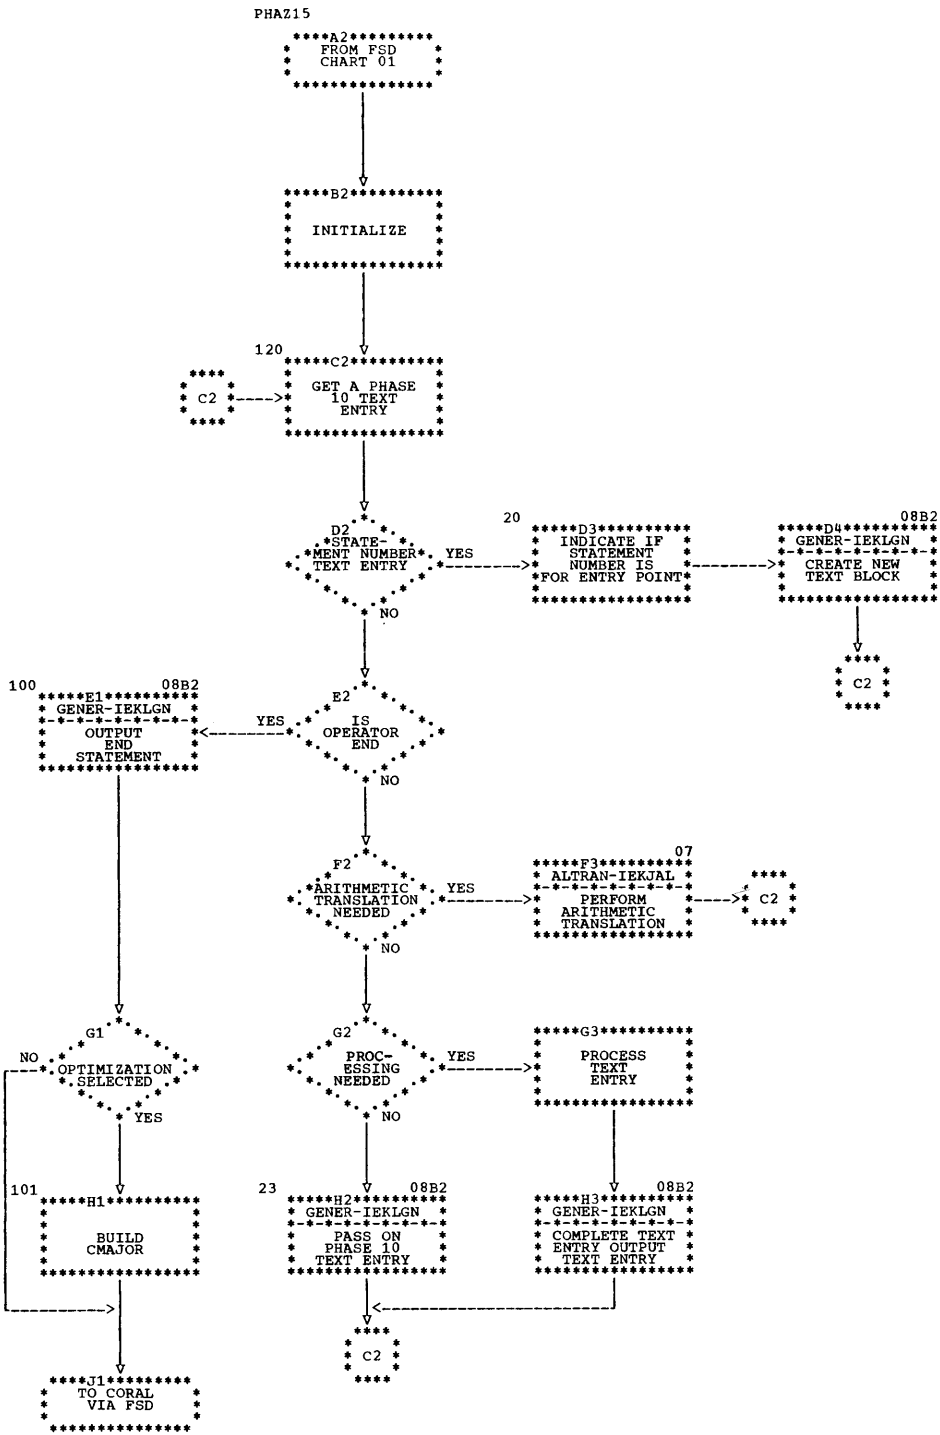 PHAZ15
A2
FROM FSD
CHART 01
B2
INITIALIZE
120
C2
GET A PHASE
10 TEXT
ENTRY
C2
D2
STATE-
MENT NUMBER
TEXT ENTRY
YES
NO
20
D3
INDICATE IF
STATEMENT
NUMBER IS
FOR ENTRY POINT
08B2
D4
GENER-IEKLGN
CREATE NEW
TEXT BLOCK
C2
E2
IS
OPERATOR
END
YES
NO
100
08B2
E1
GENER-IEKLGN
OUTPUT
END
STATEMENT
F2
ARITHMETIC
TRANSLATION
NEEDED
YES
NO
07
F3
ALTRAN-IEKJAL
PERFORM
ARITHMETIC
TRANSLATION
C2
G1
OPTIMIZATION
SELECTED
NO
YES
G2
PROC-
ESSING
NEEDED
YES
NO
G3
PROCESS
TEXT
ENTRY
101
H1
BUILD
CMAJOR
23
08B2
H2
GENER-IEKLGN
PASS ON
PHASE 10
TEXT ENTRY
08B2
H3
GENER-IEKLGN
COMPLETE TEXT
ENTRY OUTPUT
TEXT ENTRY
C2
J1
TO CORAL
VIA FSD